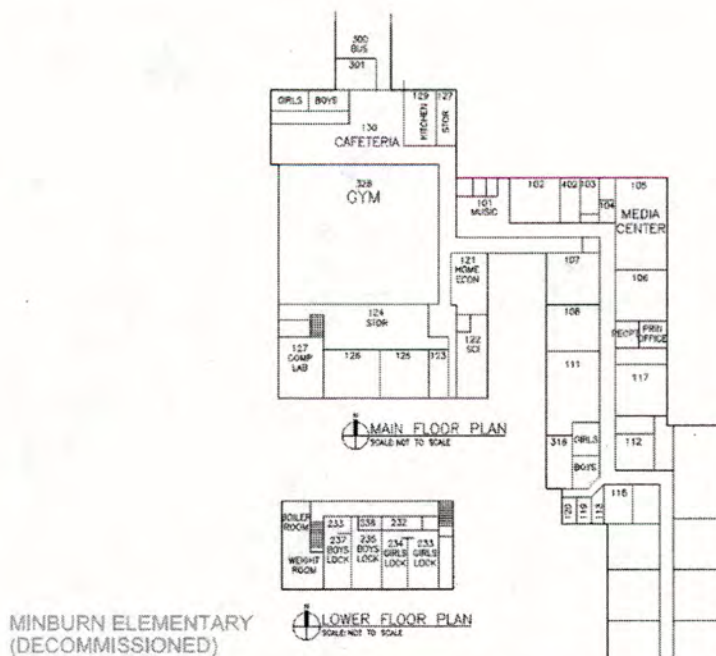 300
BUS
301
GIRLS BOYS
129
KITCHEN
127
STOR
130
CAFETERIA
328
GYM
101
MUSIC
102
402
103
104
105
MEDIA
CENTER
121
HOME
ECON
107
106
124
STOR
108
122
SCI
RECPT
PRIN
OFFICE
127
COMP
LAB
126
125
123
111
117
N
MAIN FLOOR PLAN
SCALE: NOT TO SCALE
318
GIRLS
112
BOYS
120
119
118
BOILER
ROOM
233
232
237
BOYS
LOCK
235
BOYS
LOCK
234
GIRLS
LOCK
233
GIRLS
LOCK
WEIGHT
ROOM
N
LOWER FLOOR PLAN
SCALE: NOT TO SCALE
MINBURN ELEMENTARY
(DECOMMISSIONED)